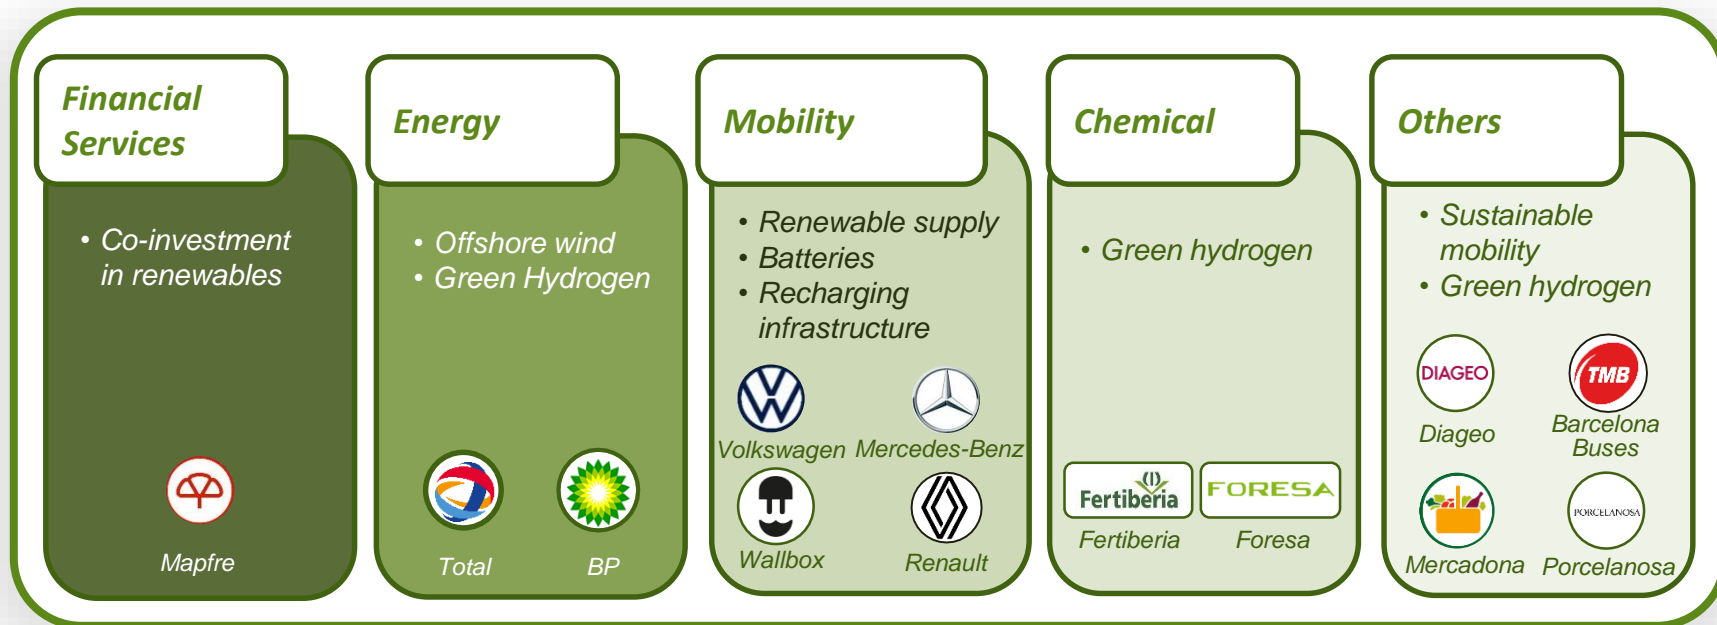 Financial
Services
• Co-investment
in renewables
Mapfre
Energy
• Offshore wind
• Green Hydrogen
Total
BP
Mobility
• Renewable supply
• Batteries
• Recharging
infrastructure
Volkswagen
Mercedes-Benz
Wallbox
Renault
Chemical
• Green hydrogen
Fertiberia
FORESA
Fertiberia
Foresa
Others
• Sustainable
mobility
• Green hydrogen
DIAGEO
TMB
Diageo
Barcelona
Buses
PORCELANOSA
Mercadona
Porcelanosa